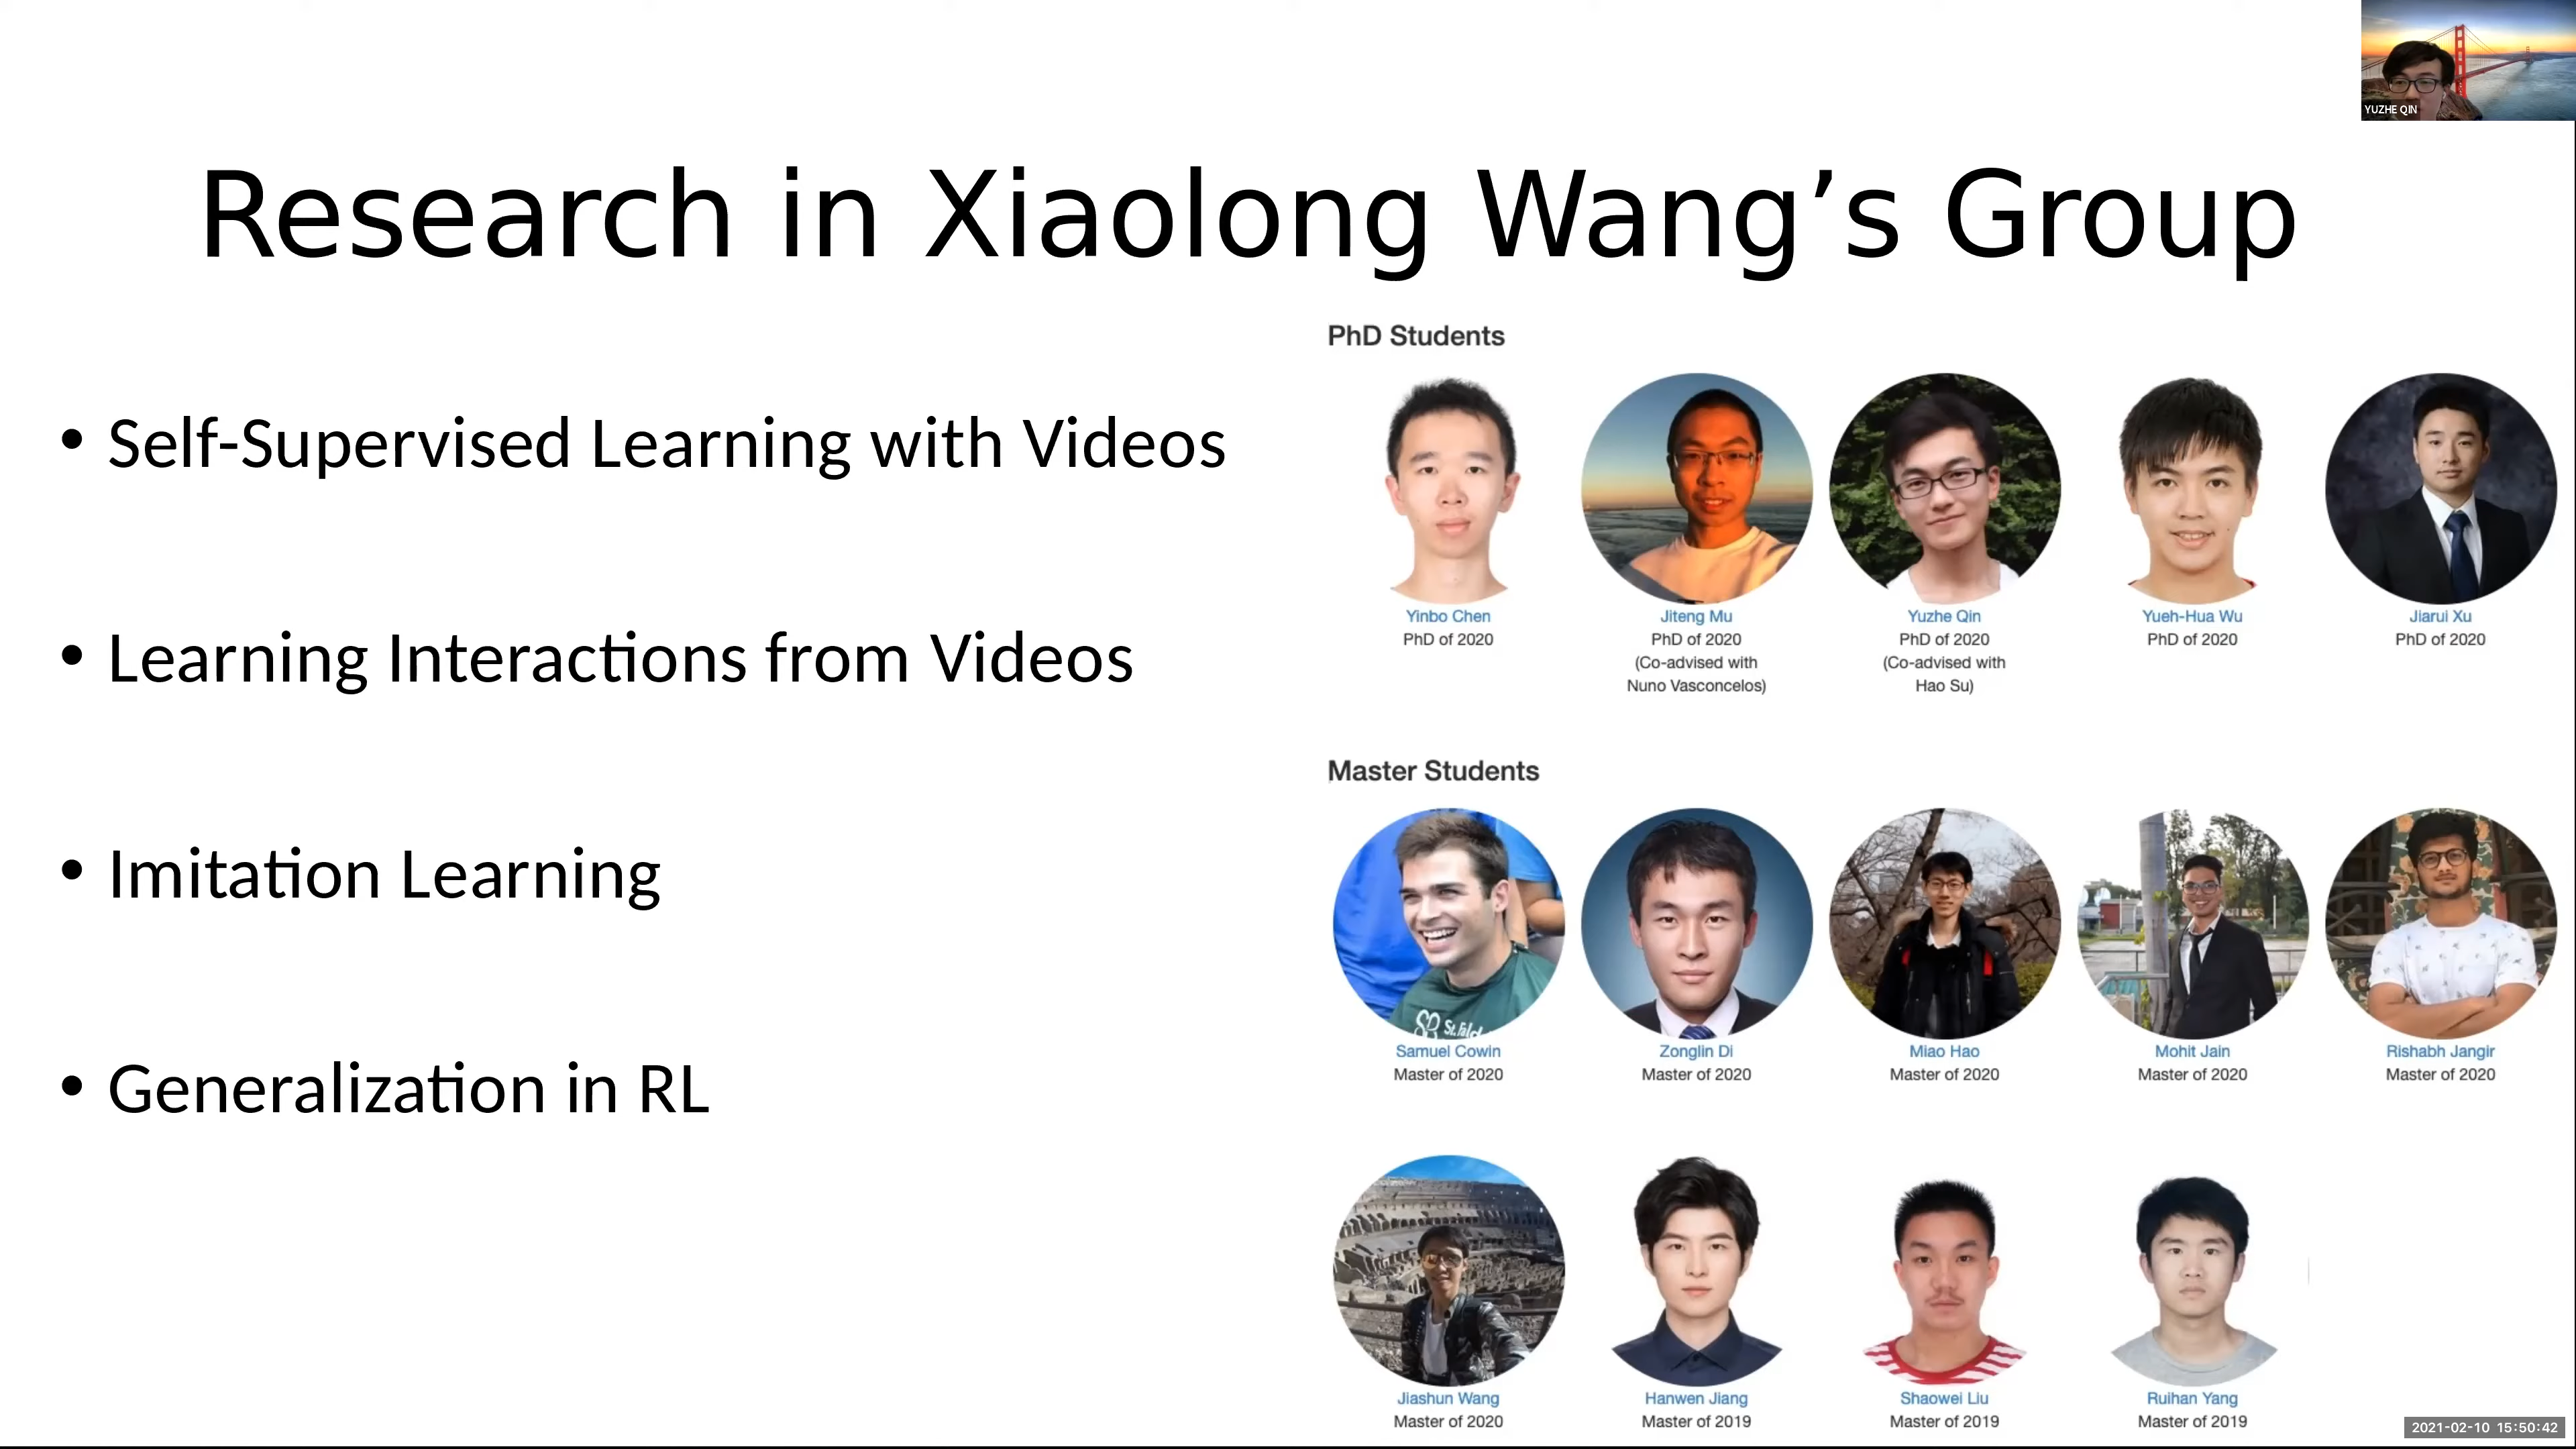 YUZHE QIN
Research in Xiaolong Wang’s Group
• Self-Supervised Learning with Videos
• Learning Interactions from Videos
• Imitation Learning
• Generalization in RL
PhD Students
Yinbo Chen
PhD of 2020
Jiteng Mu
PhD of 2020
(Co-advised with
Nuno Vasconcelos)
Yuzhe Qin
PhD of 2020
(Co-advised with
Hao Su)
Yueh-Hua Wu
PhD of 2020
Jiarui Xu
PhD of 2020
Master Students
Samuel Cowin
Master of 2020
Zonglin Di
Master of 2020
Miao Hao
Master of 2020
Mohit Jain
Master of 2020
Rishabh Jangir
Master of 2020
Jiashun Wang
Master of 2020
Hanwen Jiang
Master of 2019
Shaowei Liu
Master of 2019
Ruihan Yang
Master of 2019
2021-02-10 15:50:42